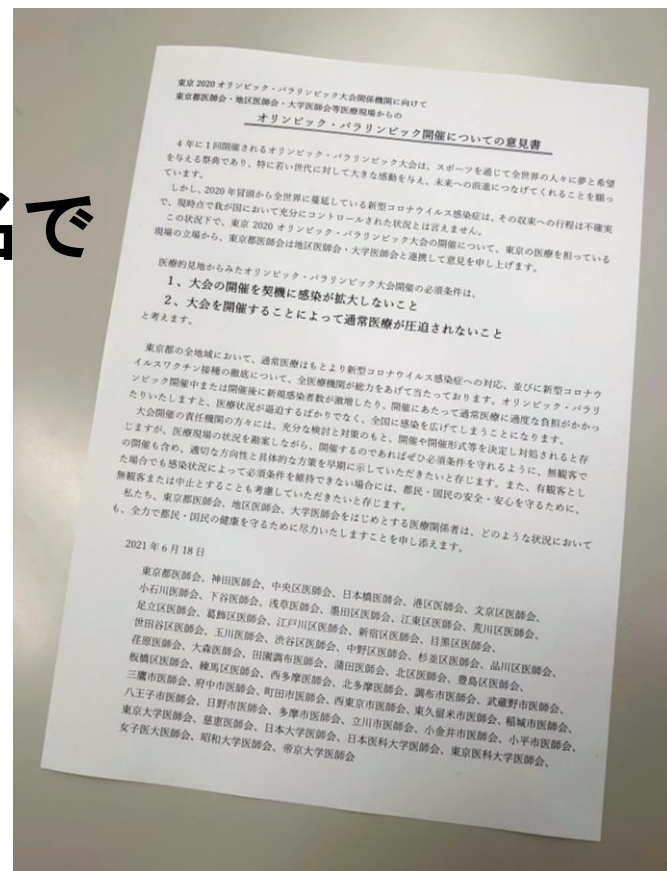 名で
東京 2020 オリンピック・パラリンピック大会関係機関に向けて
東京都医師会・地区医師会・大学医師会等医療現場からの
オリンピック・パラリンピック開催についての意見書
4 年に 1 回開催されるオリンピック・パラリンピック大会は、スポーツを通じて全世界の人々に夢と希望
を与える祭典であり、特に若い世代に対して大きな感動を与え、未来への前進につなげてくれることを願っ
ています。
しかし、2020 年冒頭から全世界に蔓延している新型コロナウイルス感染症は、その収束への行程は不確実
で、現時点で我が国において充分にコントロールされた状況とは言えません。
この状況下で、東京 2020 オリンピック・パラリンピック大会の開催について、東京の医療を担っている
現場の立場から、東京都医師会は地区医師会・大学医師会と連携して意見を申し上げます。
医療的見地からみたオリンピック・パラリンピック大会開催の必須条件は、
1、大会の開催を契機に感染が拡大しないこと
2、大会を開催することによって通常医療が圧迫されないこと
と考えます。
東京都の全地域において、通常医療はもとより新型コロナウイルス感染症への対応、並びに新型コロナウ
イルスワクチン接種の徹底について、全医療機関が総力をあげて当たっております。オリンピック・パラリ
ンピック開催中または開催後に新規感染者数が激増したり、開催にあたって通常医療に過度な負担がかかっ
たりいたしますと、医療状況が逼迫するばかりでなく、全国に感染を広げてしまうことになります。
大会開催の責任機関の方々には、充分な検討と対策のもと、開催や開催形式等を決定し対処されると存
じますが、医療現場の状況を勘案しながら、開催するのであればぜひ必須条件を守れるように、無観客で
の開催も含め、適切な方向性と具体的な方策を早期に示していただきたいと存じます。また、有観客とし
た場合でも感染状況によって必須条件を維持できない場合には、都民・国民の安全・安心を守るために、
無観客または中止とすることも考慮していただきたいと存じます。
私たち、東京都医師会、地区医師会、大学医師会をはじめとする医療関係者は、どのような状況において
も、全力で都民・国民の健康を守るために尽力いたしますことを申し添えます。
2021 年 6 月 18 日
東京都医師会、神田医師会、中央区医師会、日本橋医師会、港区医師会、文京区医師会、
小石川医師会、下谷医師会、浅草医師会、墨田区医師会、江東区医師会、荒川区医師会、
足立区医師会、葛飾区医師会、江戸川区医師会、新宿区医師会、目黒区医師会、
世田谷区医師会、玉川医師会、渋谷区医師会、中野区医師会、杉並区医師会、品川区医師会、
荏原医師会、大森医師会、田園調布医師会、蒲田医師会、北区医師会、豊島区医師会、
板橋区医師会、練馬区医師会、西多摩医師会、北多摩医師会、調布市医師会、武蔵野市医師会、
三鷹市医師会、府中市医師会、町田市医師会、西東京市医師会、東久留米市医師会、稲城市医師会、
八王子市医師会、日野市医師会、多摩市医師会、立川市医師会、小金井市医師会、小平市医師会、
東京大学医師会、慈恵医師会、日本大学医師会、日本医科大学医師会、東京医科大学医師会、
女子医大医師会、昭和大学医師会、帝京大学医師会